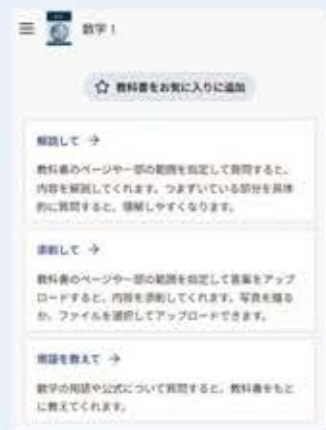 数学Ⅰ
教科書をお気に入りに追加
解説して →
教科書のページや一部の範囲を指定して質問すると、
内容を解説してくれます。つまずいている部分を具体
的に質問すると、理解しやすくなります。
添削して →
教科書のページや一部の範囲を指定して答案をアップ
ロードすると、内容を添削してくれます。写真を撮る
か、ファイルを選択してアップロードできます。
用語を教えて →
数学の用語や公式について質問すると、教科書をもと
に教えてくれます。